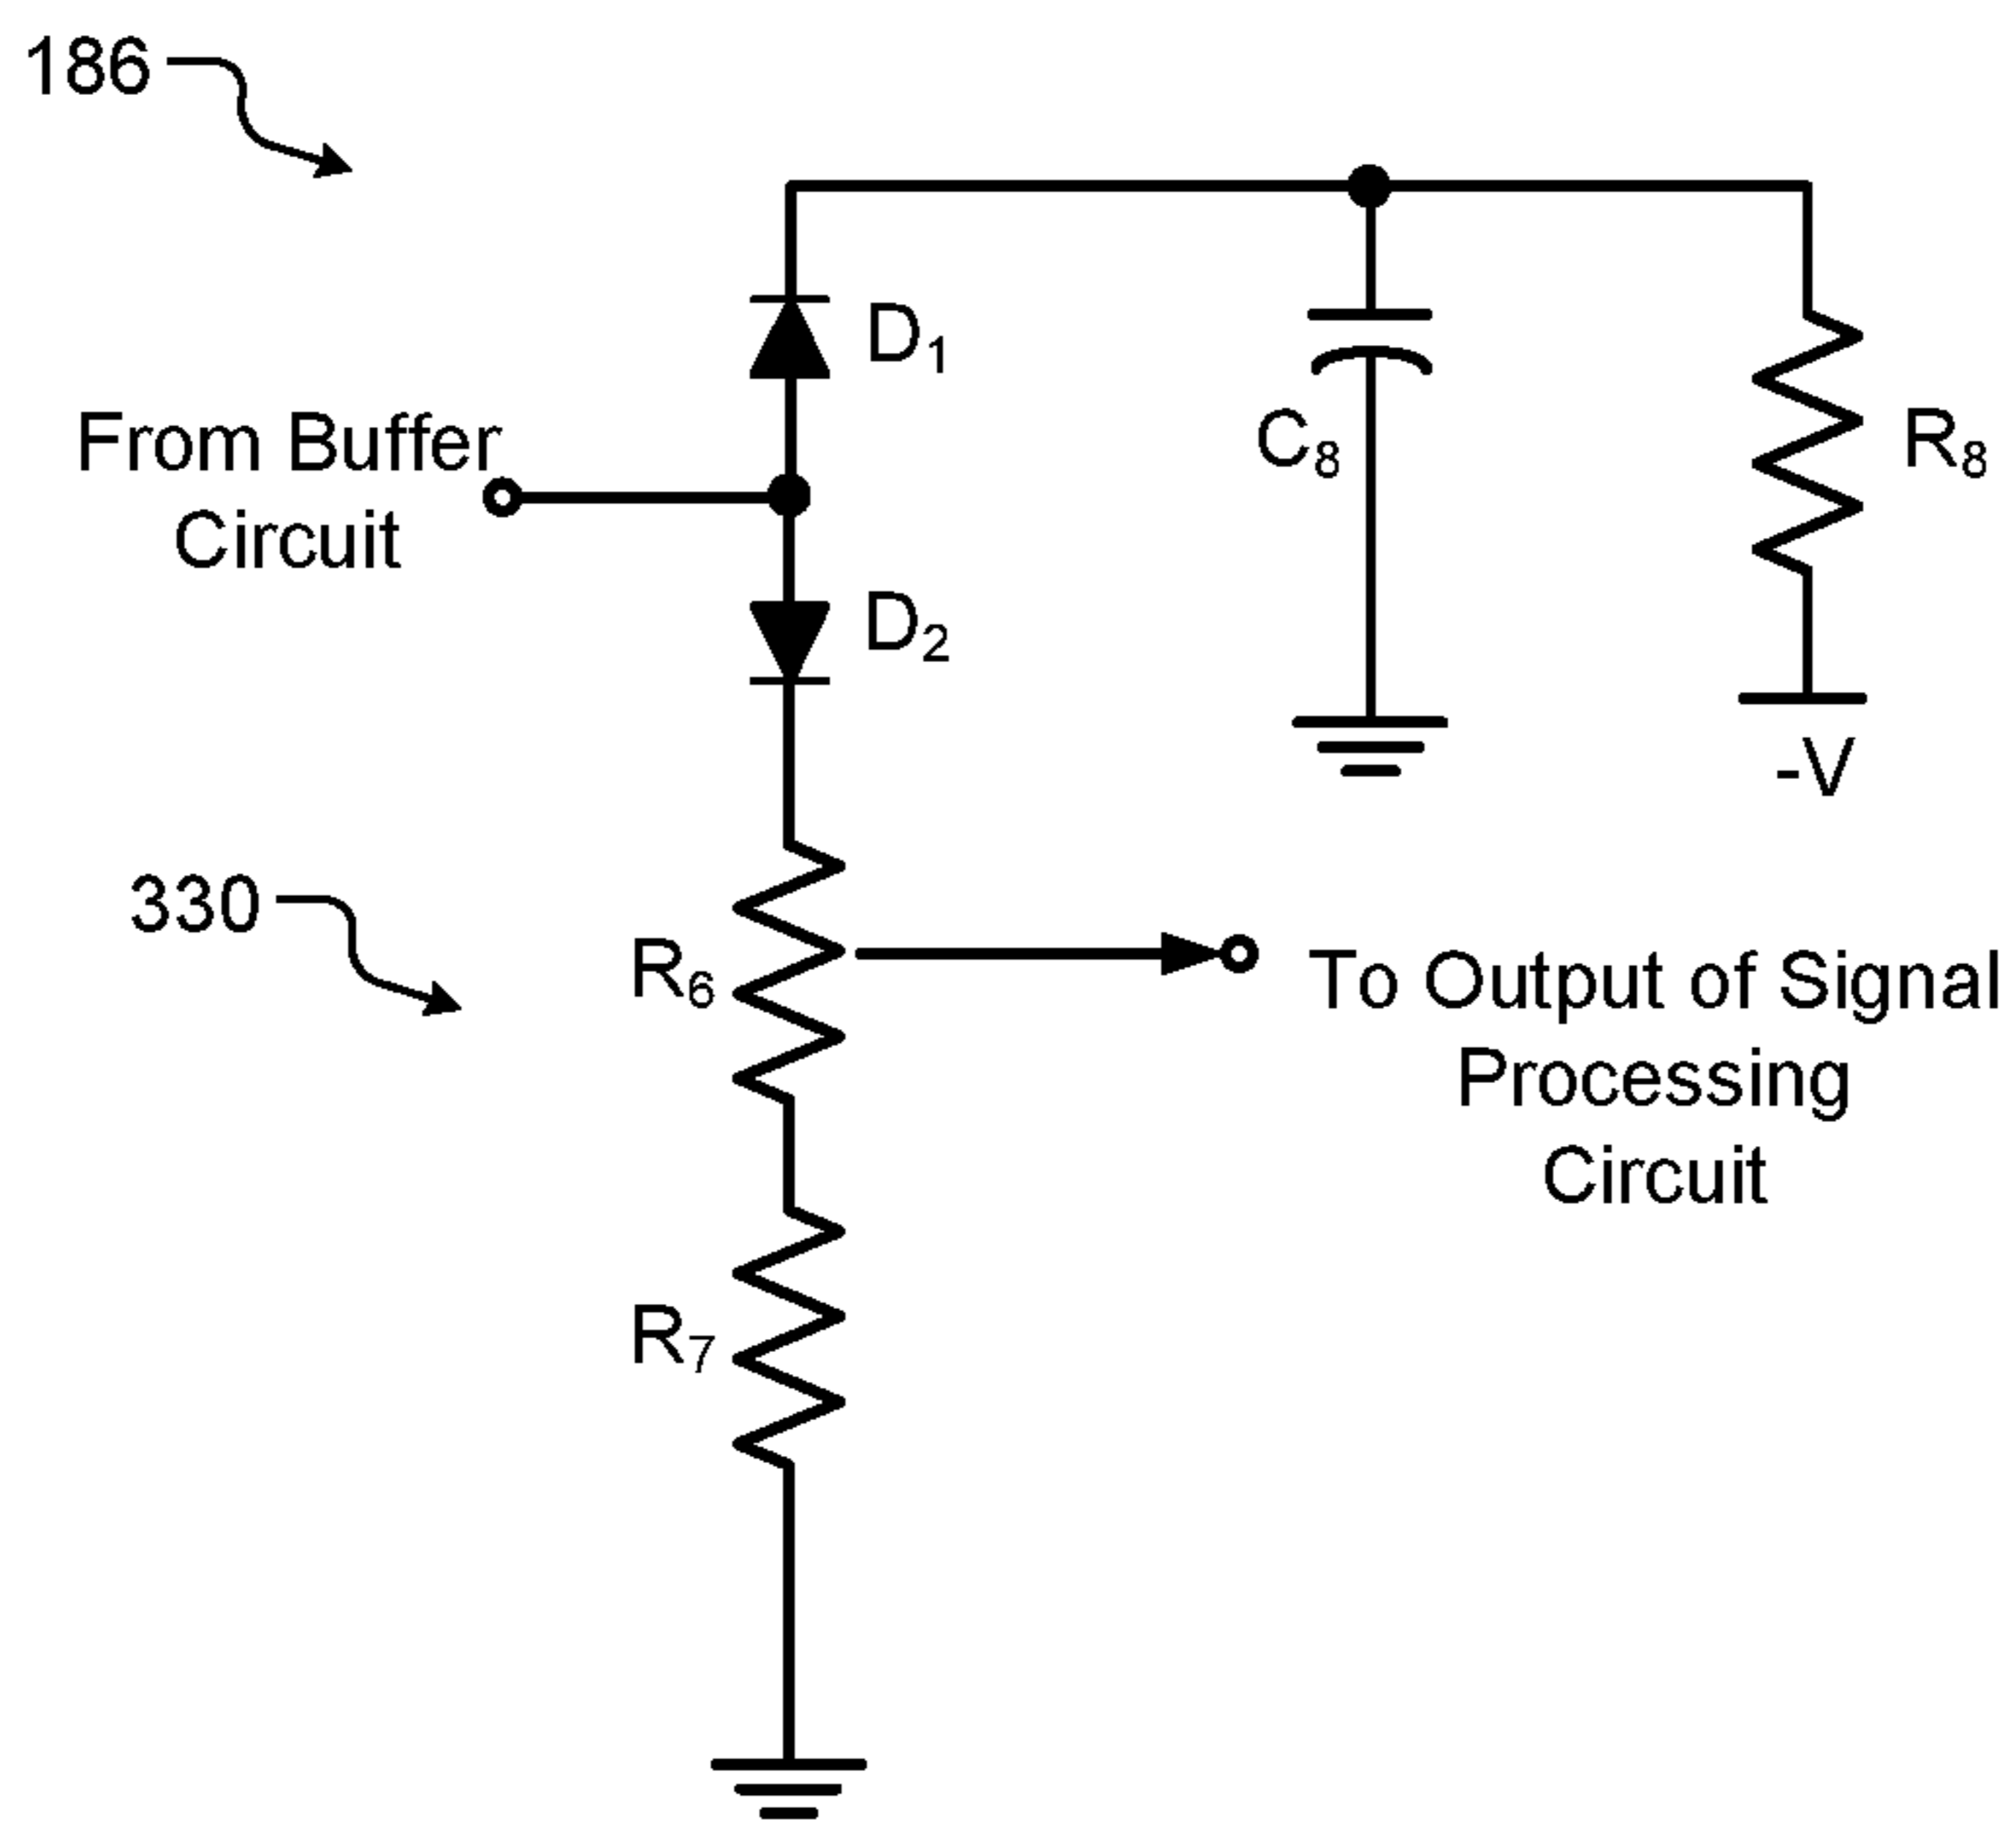 186
D1
From Buffer
Circuit
C8
R8
D2
-V
330
R6
To Output of Signal
Processing
Circuit
R7